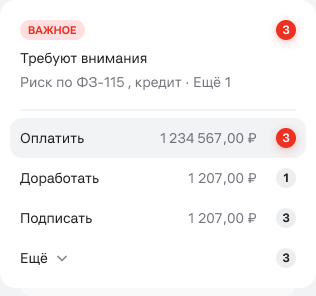 ВАЖНОЕ 3
Требуют внимания
Риск по ФЗ-115 , кредит · Ещё 1
Оплатить 1 234 567,00 ₽ 3
Доработать 1 207,00 ₽ 1
Подписать 1 207,00 ₽ 3
Ещё 3